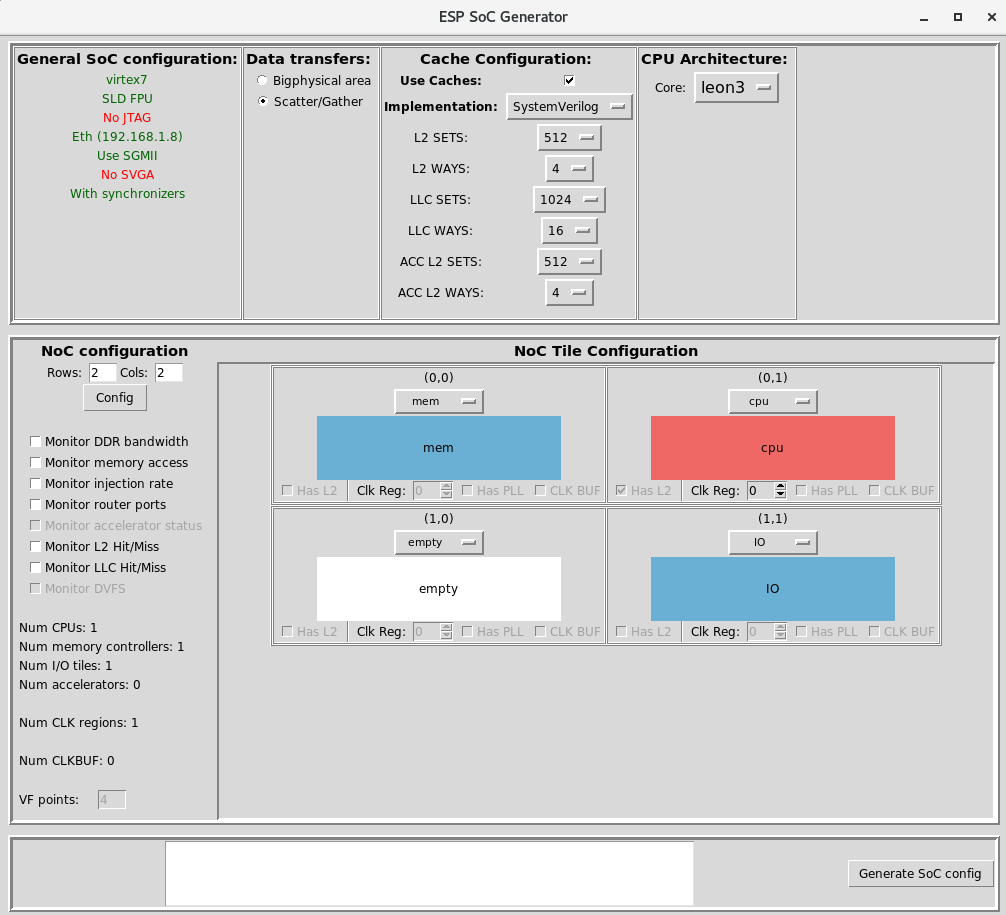 ESP SoC Generator
General SoC configuration:
virtex7
SLD FPU
No JTAG
Eth (192.168.1.8)
Use SGMII
No SVGA
With synchronizers
Data transfers:
Bigphysical area
Scatter/Gather
Cache Configuration:
Use Caches:
Implementation: SystemVerilog
L2 SETS: 512
L2 WAYS: 4
LLC SETS: 1024
LLC WAYS: 16
ACC L2 SETS: 512
ACC L2 WAYS: 4
CPU Architecture:
Core: leon3
NoC configuration
Rows: 2 Cols: 2
Config
Monitor DDR bandwidth
Monitor memory access
Monitor injection rate
Monitor router ports
Monitor accelerator status
Monitor L2 Hit/Miss
Monitor LLC Hit/Miss
Monitor DVFS
Num CPUs: 1
Num memory controllers: 1
Num I/O tiles: 1
Num accelerators: 0
Num CLK regions: 1
Num CLKBUF: 0
VF points: 4
NoC Tile Configuration
(0,0)
mem
mem
Has L2 Clk Reg: 0 Has PLL CLK BUF
(0,1)
cpu
cpu
Has L2 Clk Reg: 0 Has PLL CLK BUF
(1,0)
empty
empty
Has L2 Clk Reg: 0 Has PLL CLK BUF
(1,1)
IO
IO
Has L2 Clk Reg: 0 Has PLL CLK BUF
Generate SoC config